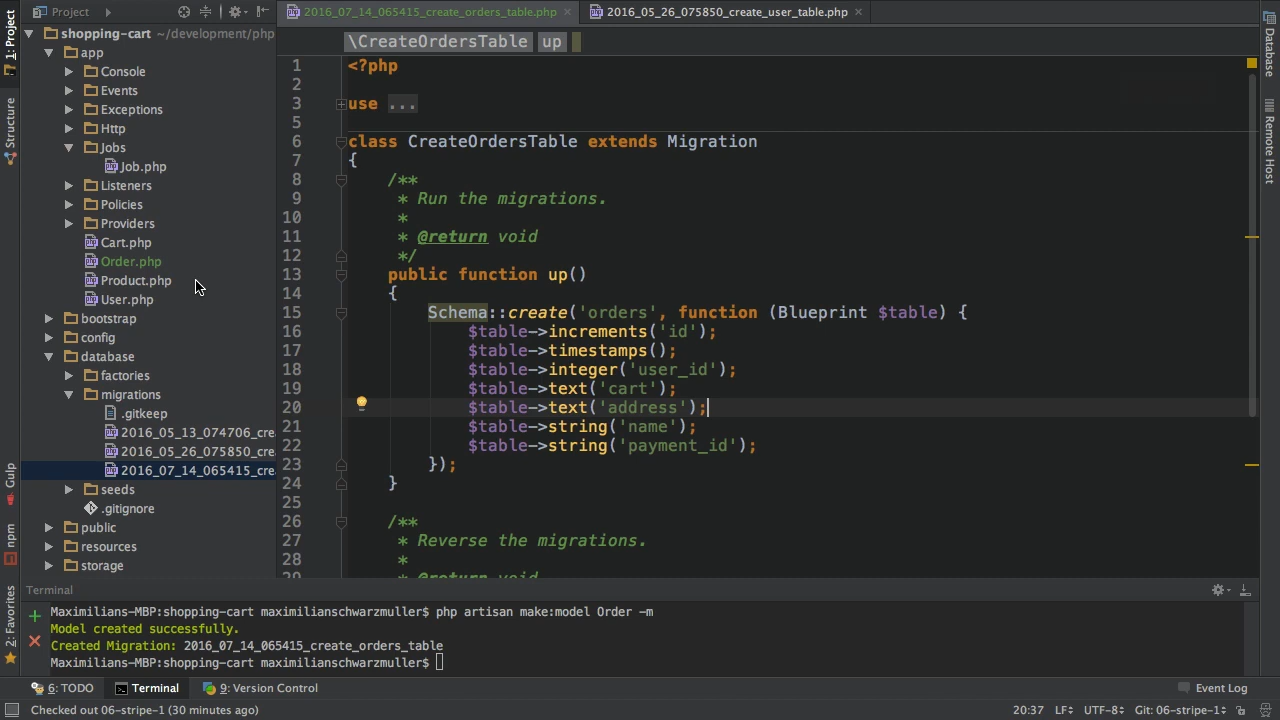 Project
2016_07_14_065415_create_orders_table.php
2016_05_26_075850_create_user_table.php
1: Project
Structure
Gulp
npm
2: Favorites
Database
Remote Host
shopping-cart ~/development/php
app
Console
Events
Exceptions
Http
Jobs
Job.php
Listeners
Policies
Providers
Cart.php
Order.php
Product.php
User.php
bootstrap
config
database
factories
migrations
.gitkeep
2016_05_13_074706_cre
2016_05_26_075850_cre
2016_07_14_065415_cre
seeds
.gitignore
public
resources
storage
\CreateOrdersTable up
1 <?php
2
3 use ...
5
6 class CreateOrdersTable extends Migration
7 {
8 /**
9 * Run the migrations.
10 *
11 * @return void
12 */
13 public function up()
14 {
15 Schema::create('orders', function (Blueprint $table) {
16 $table->increments('id');
17 $table->timestamps();
18 $table->integer('user_id');
19 $table->text('cart');
20 $table->text('address');
21 $table->string('name');
22 $table->string('payment_id');
23 });
24 }
25
26 /**
27 * Reverse the migrations.
28 *
29 * @return void
Terminal
Maximilians-MBP:shopping-cart maximilianschwarzmuller$ php artisan make:model Order -m
Model created successfully.
Created Migration: 2016_07_14_065415_create_orders_table
Maximilians-MBP:shopping-cart maximilianschwarzmuller$
6: TODO Terminal 9: Version Control Event Log
Checked out 06-stripe-1 (30 minutes ago) 20:37 LF UTF-8 Git: 06-stripe-1